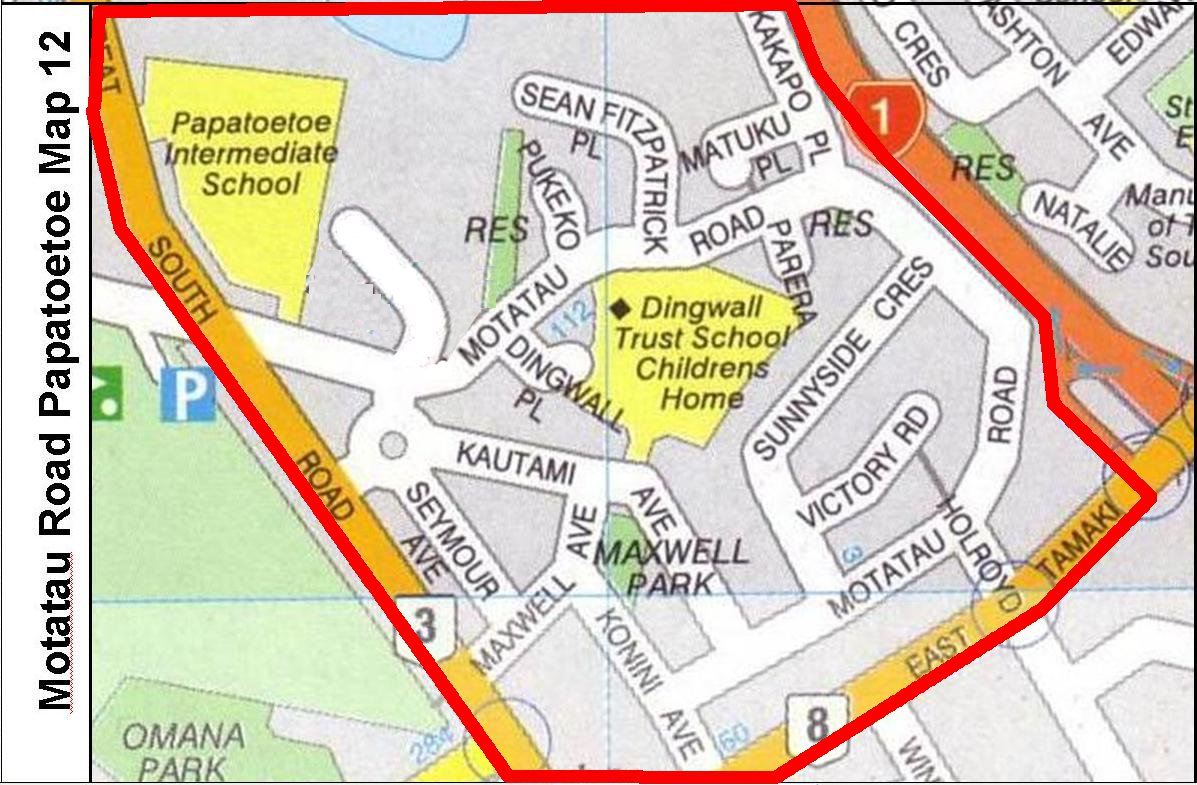 Motatau Road Papatoetoe Map 12
EAT
SOUTH
ROAD
Papatoetoe
Intermediate
School
SEAN FITZPATRICK
PL
PUKEKO
RES
KAKAPO
PL
MATUKU
PL
1
CRES
ASHTON
AVE
EDWA
RES
NATALIE
St
E
Manu
of T
Sou
MOTATAU
ROAD
RES
PARERA
112
Dingwall
Trust School
Childrens
Home
DINGWALL
PL
SUNNYSIDE CRES
ROAD
VICTORY RD
P
KAUTAMI
AVE
SEYMOUR
AVE
AVE
MAXWELL
MAXWELL
PARK
3
MOTATAU
HOLROYD
TAMAKI
EAST
3
KONINI
AVE
60
8
WIN
284
OMANA
PARK